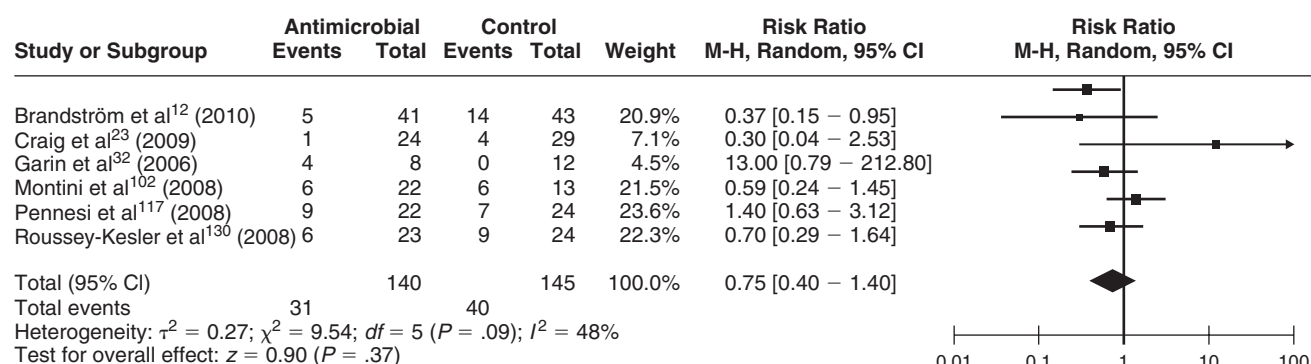 Antimicrobial Control Risk Ratio Risk Ratio
Study or Subgroup Events Total Events Total Weight M-H, Random, 95% CI M-H, Random, 95% CI
Brandström et al12 (2010) 5 41 14 43 20.9% 0.37 [0.15 − 0.95]
Craig et al23 (2009) 1 24 4 29 7.1% 0.30 [0.04 − 2.53]
Garin et al32 (2006) 4 8 0 12 4.5% 13.00 [0.79 − 212.80]
Montini et al102 (2008) 6 22 6 13 21.5% 0.59 [0.24 − 1.45]
Pennesi et al117 (2008) 9 22 7 24 23.6% 1.40 [0.63 − 3.12]
Roussey-Kesler et al130 (2008) 6 23 9 24 22.3% 0.70 [0.29 − 1.64]
Total (95% CI) 140 145 100.0% 0.75 [0.40 − 1.40]
Total events 31 40
Heterogeneity: τ2 = 0.27; χ2 = 9.54; df = 5 (P = .09); I2 = 48%
Test for overall effect: z = 0.90 (P = .37)
0.01 0.1 1 10 100